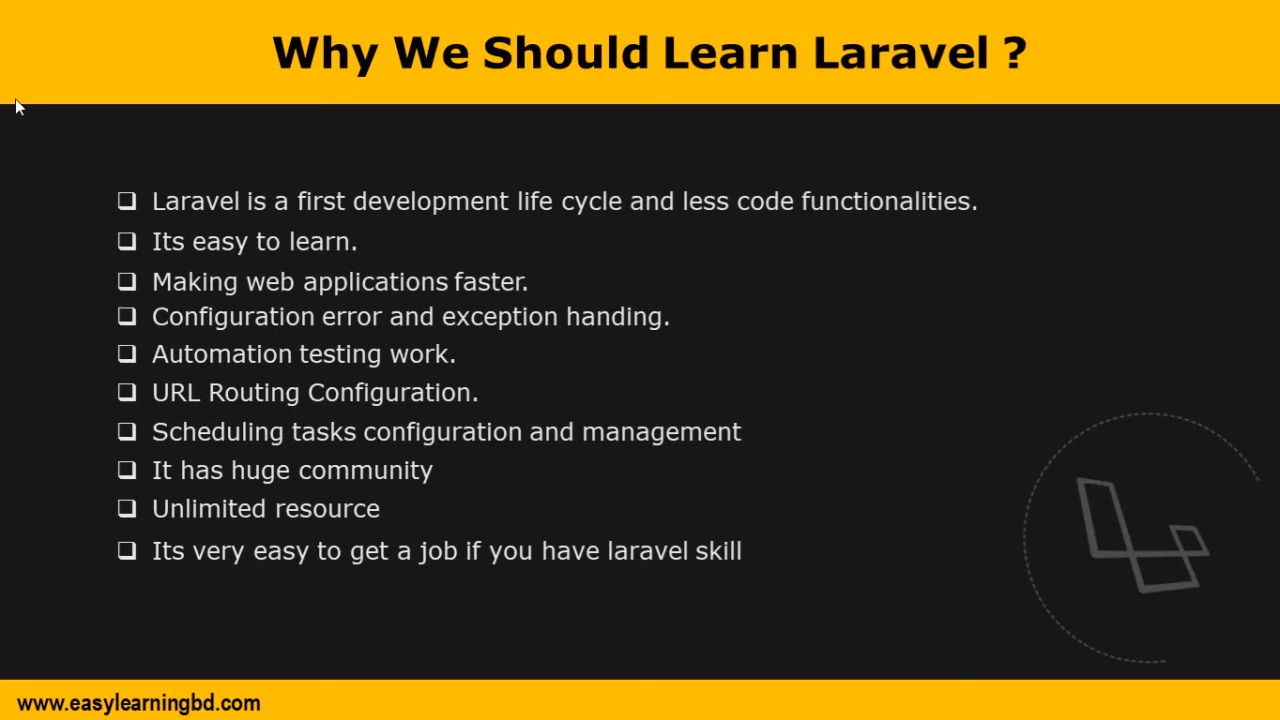 Why We Should Learn Laravel ?
❑ Laravel is a first development life cycle and less code functionalities.
❑ Its easy to learn.
❑ Making web applications faster.
❑ Configuration error and exception handing.
❑ Automation testing work.
❑ URL Routing Configuration.
❑ Scheduling tasks configuration and management
❑ It has huge community
❑ Unlimited resource
❑ Its very easy to get a job if you have laravel skill
www.easylearningbd.com